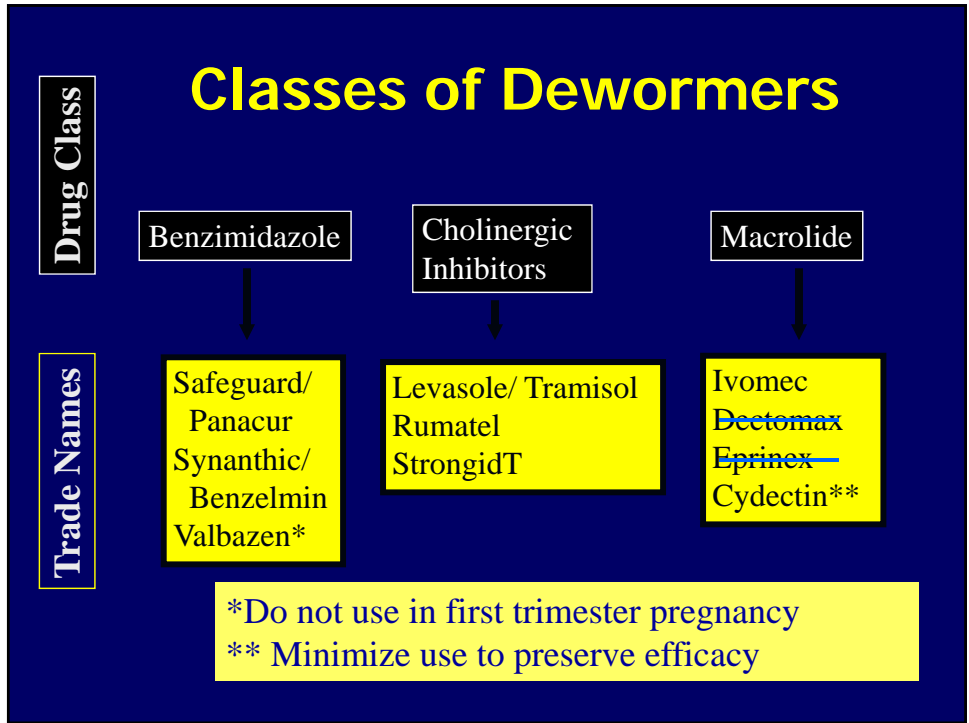 Classes of Dewormers
Drug Class
Benzimidazole
Cholinergic
Inhibitors
Macrolide
Trade Names
Safeguard/
Panacur
Synanthic/
Benzelmin
Valbazen*
Levasole/ Tramisol
Rumatel
StrongidT
Ivomec
Dectomax
Eprinex
Cydectin**
*Do not use in first trimester pregnancy
** Minimize use to preserve efficacy